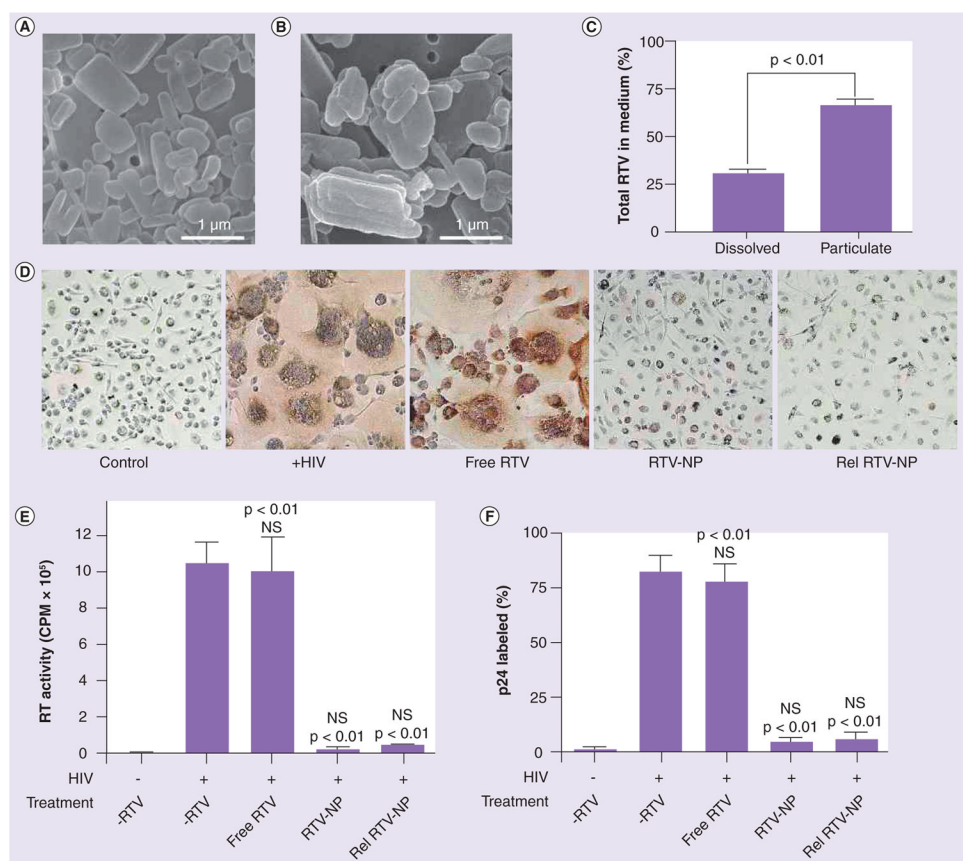 A
B
C
1 µm
1 µm
Total RTV in medium (%)
100
75
50
25
0
p < 0.01
Dissolved
Particulate
D
Control
+HIV
Free RTV
RTV-NP
Rel RTV-NP
E
RT activity (CPM × 10⁵)
12
10
8
6
4
2
0
p < 0.01
NS
NS
p < 0.01
NS
p < 0.01
HIV - + + + +
Treatment
-RTV
-RTV
Free RTV
RTV-NP
Rel RTV-NP
F
p24 labeled (%)
100
75
50
25
0
p < 0.01
NS
NS
p < 0.01
NS
p < 0.01
HIV - + + + +
Treatment
-RTV
-RTV
Free RTV
RTV-NP
Rel RTV-NP